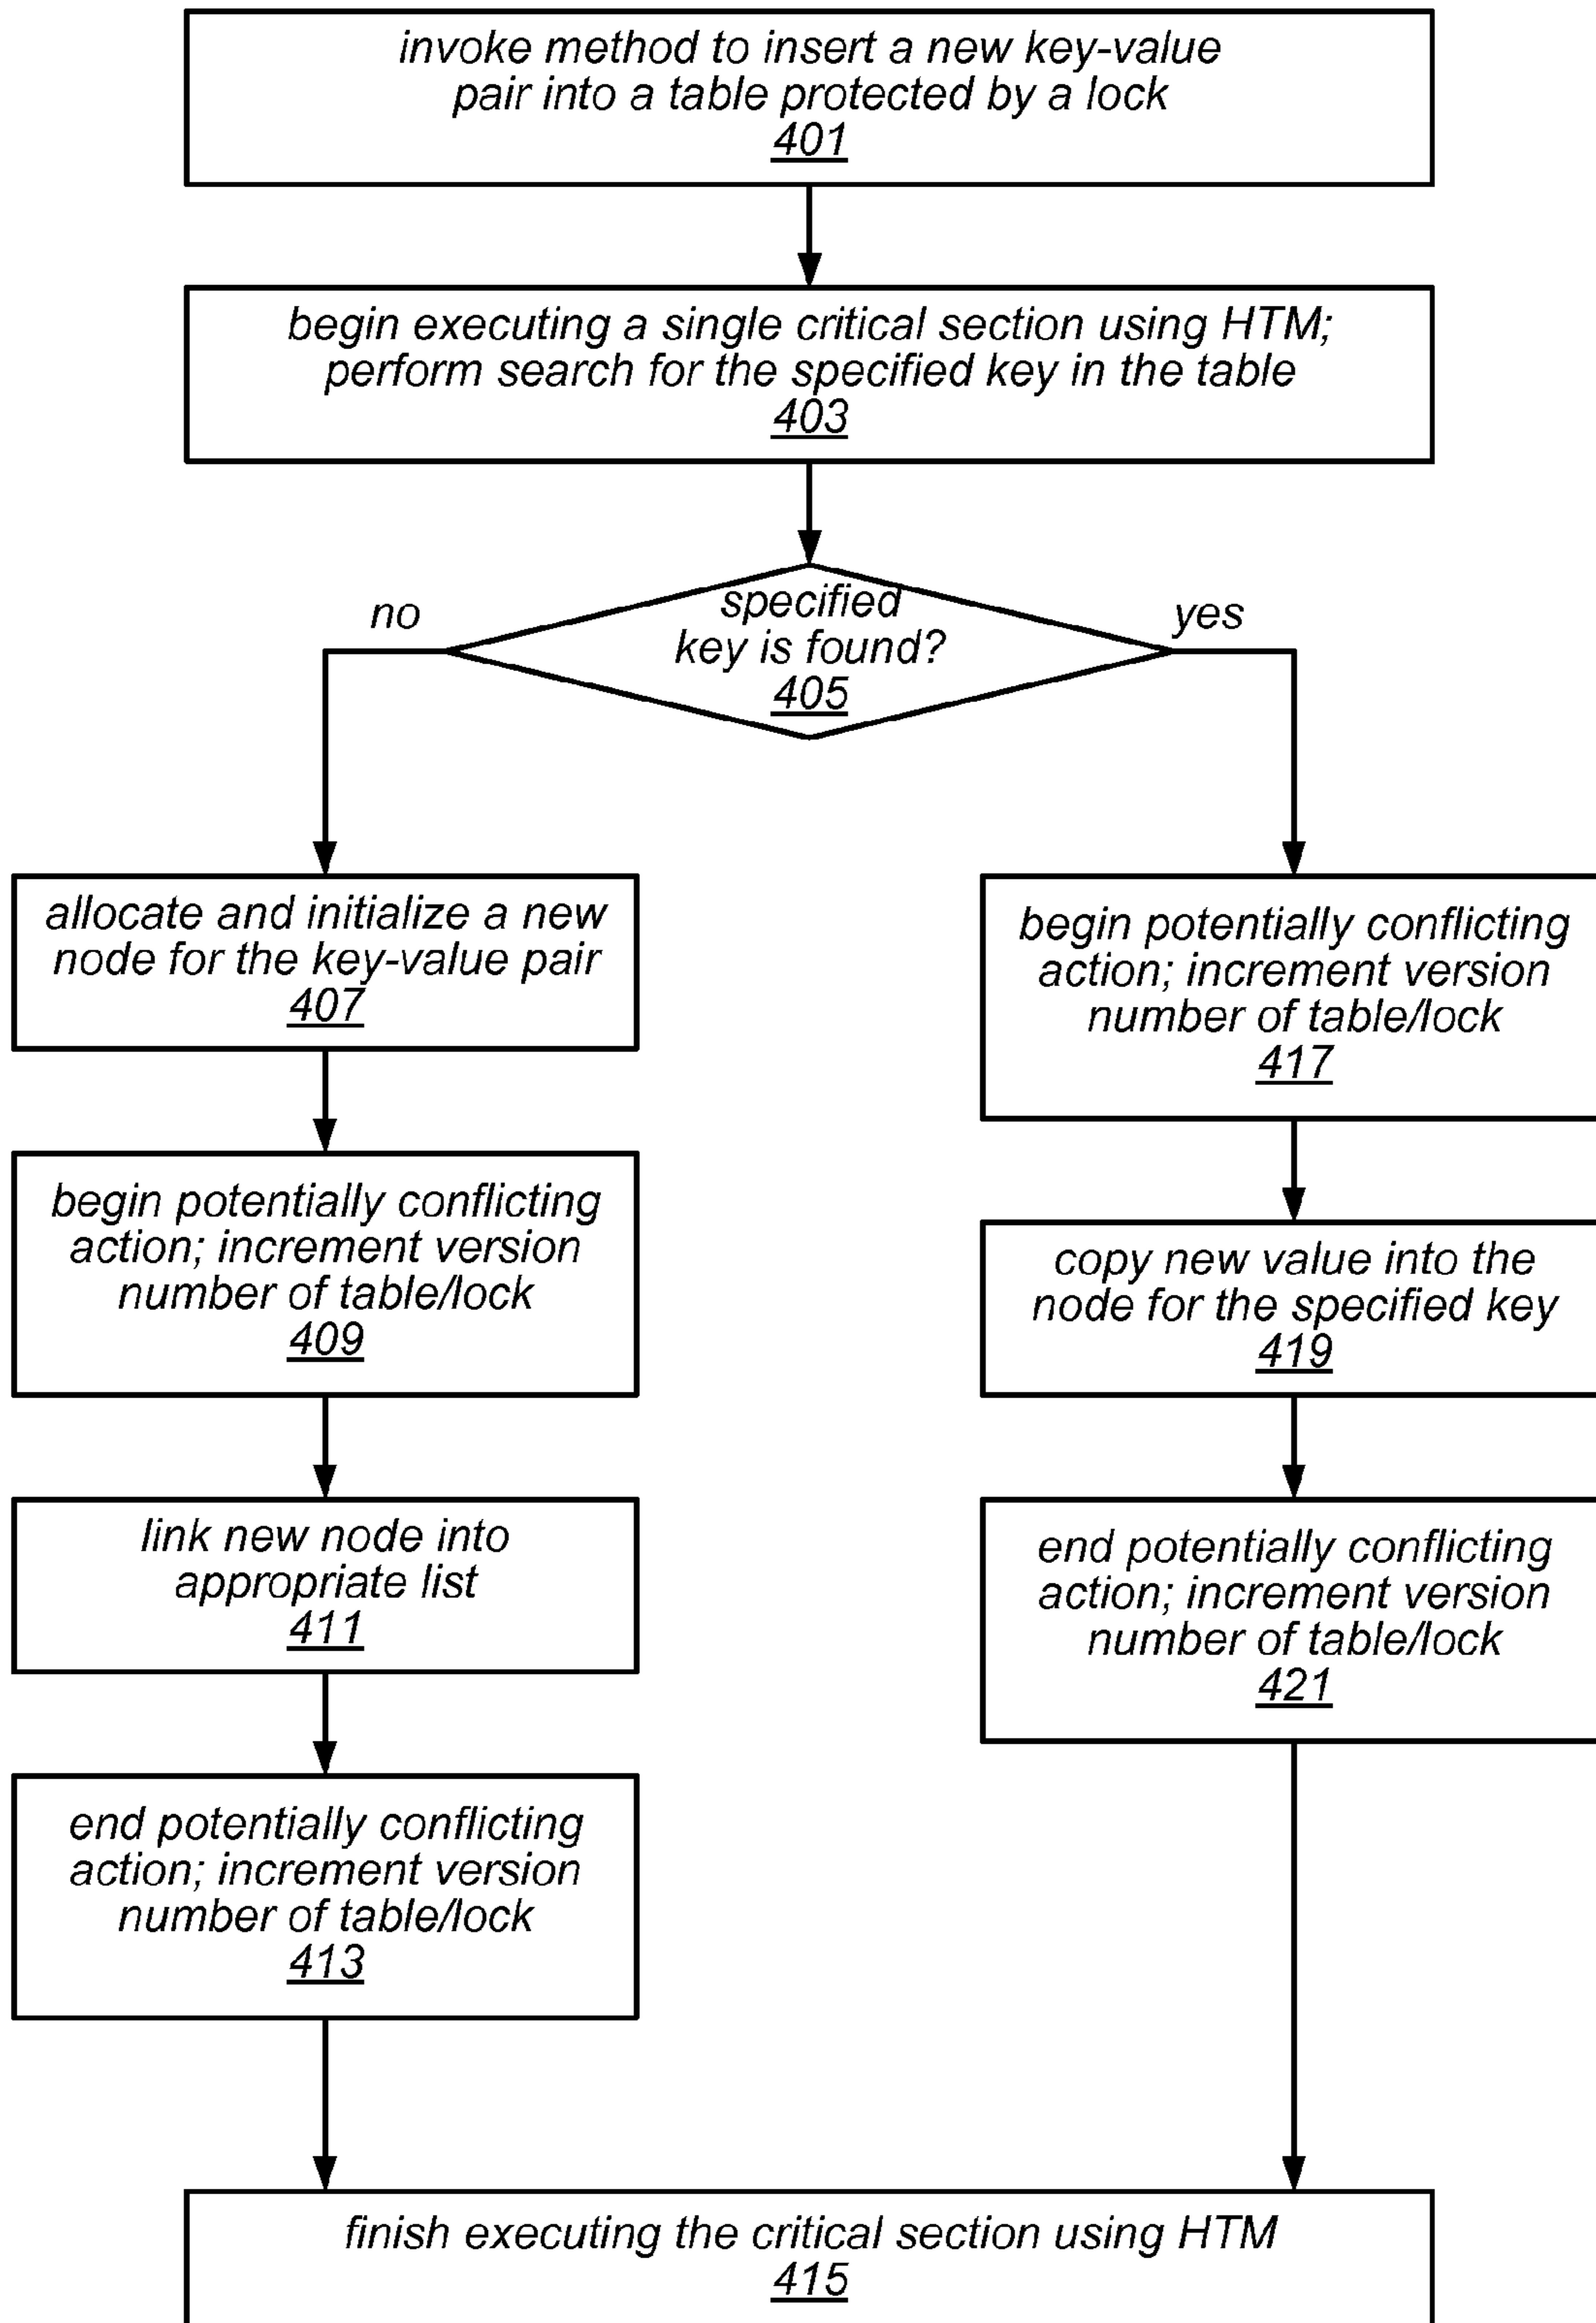 invoke method to insert a new key-value
pair into a table protected by a lock
401
begin executing a single critical section using HTM;
perform search for the specified key in the table
403
specified
key is found?
405
no
yes
allocate and initialize a new
node for the key-value pair
407
begin potentially conflicting
action; increment version
number of table/lock
409
link new node into
appropriate list
411
end potentially conflicting
action; increment version
number of table/lock
413
begin potentially conflicting
action; increment version
number of table/lock
417
copy new value into the
node for the specified key
419
end potentially conflicting
action; increment version
number of table/lock
421
finish executing the critical section using HTM
415